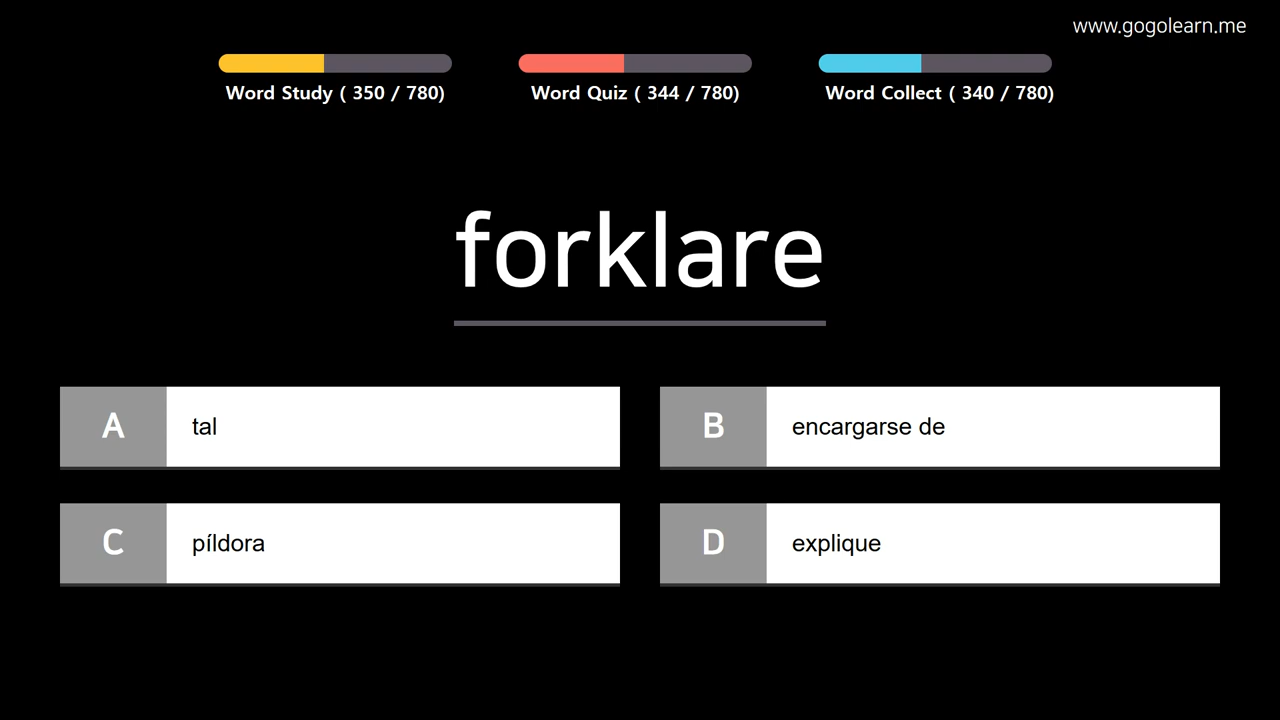 www.gogolearn.me
Word Study ( 350 / 780)
Word Quiz ( 344 / 780)
Word Collect ( 340 / 780)
forklare
A tal
B encargarse de
C píldora
D explique